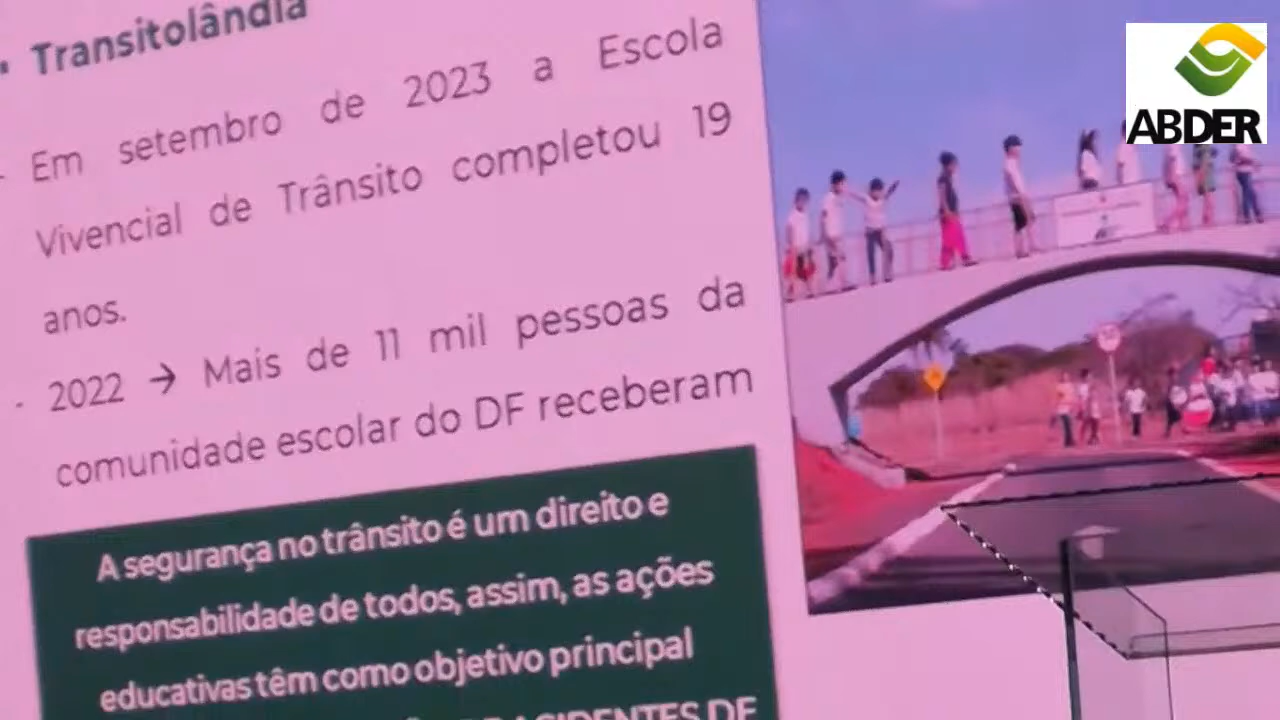 Transitolândia
Em setembro de 2023 a Escola
Vivencial de Trânsito completou 19
anos.
2022 → Mais de 11 mil pessoas da
comunidade escolar do DF receberam
A segurança no trânsito é um direito e
responsabilidade de todos, assim, as ações
educativas têm como objetivo principal
ACIDENTES DE
ABDER